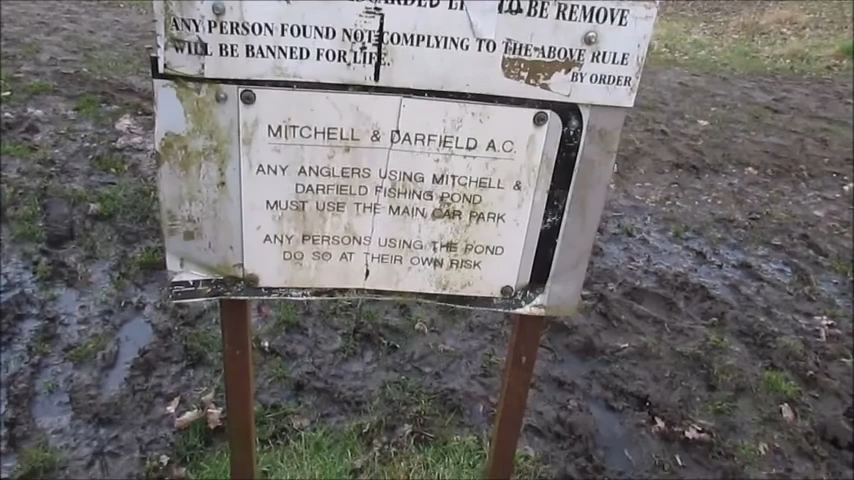 TO BE REMOVE
ANY PERSON FOUND NOT COMPLYING TO THE ABOVE RULE
WILL BE BANNED FOR LIFE. BY ORDER
MITCHELL & DARFIELD A.C.
ANY ANGLERS USING MITCHELL &
DARFIELD FISHING POND
MUST USE THE MAIN CAR PARK
ANY PERSONS USING THE POND
DO SO AT THEIR OWN RISK